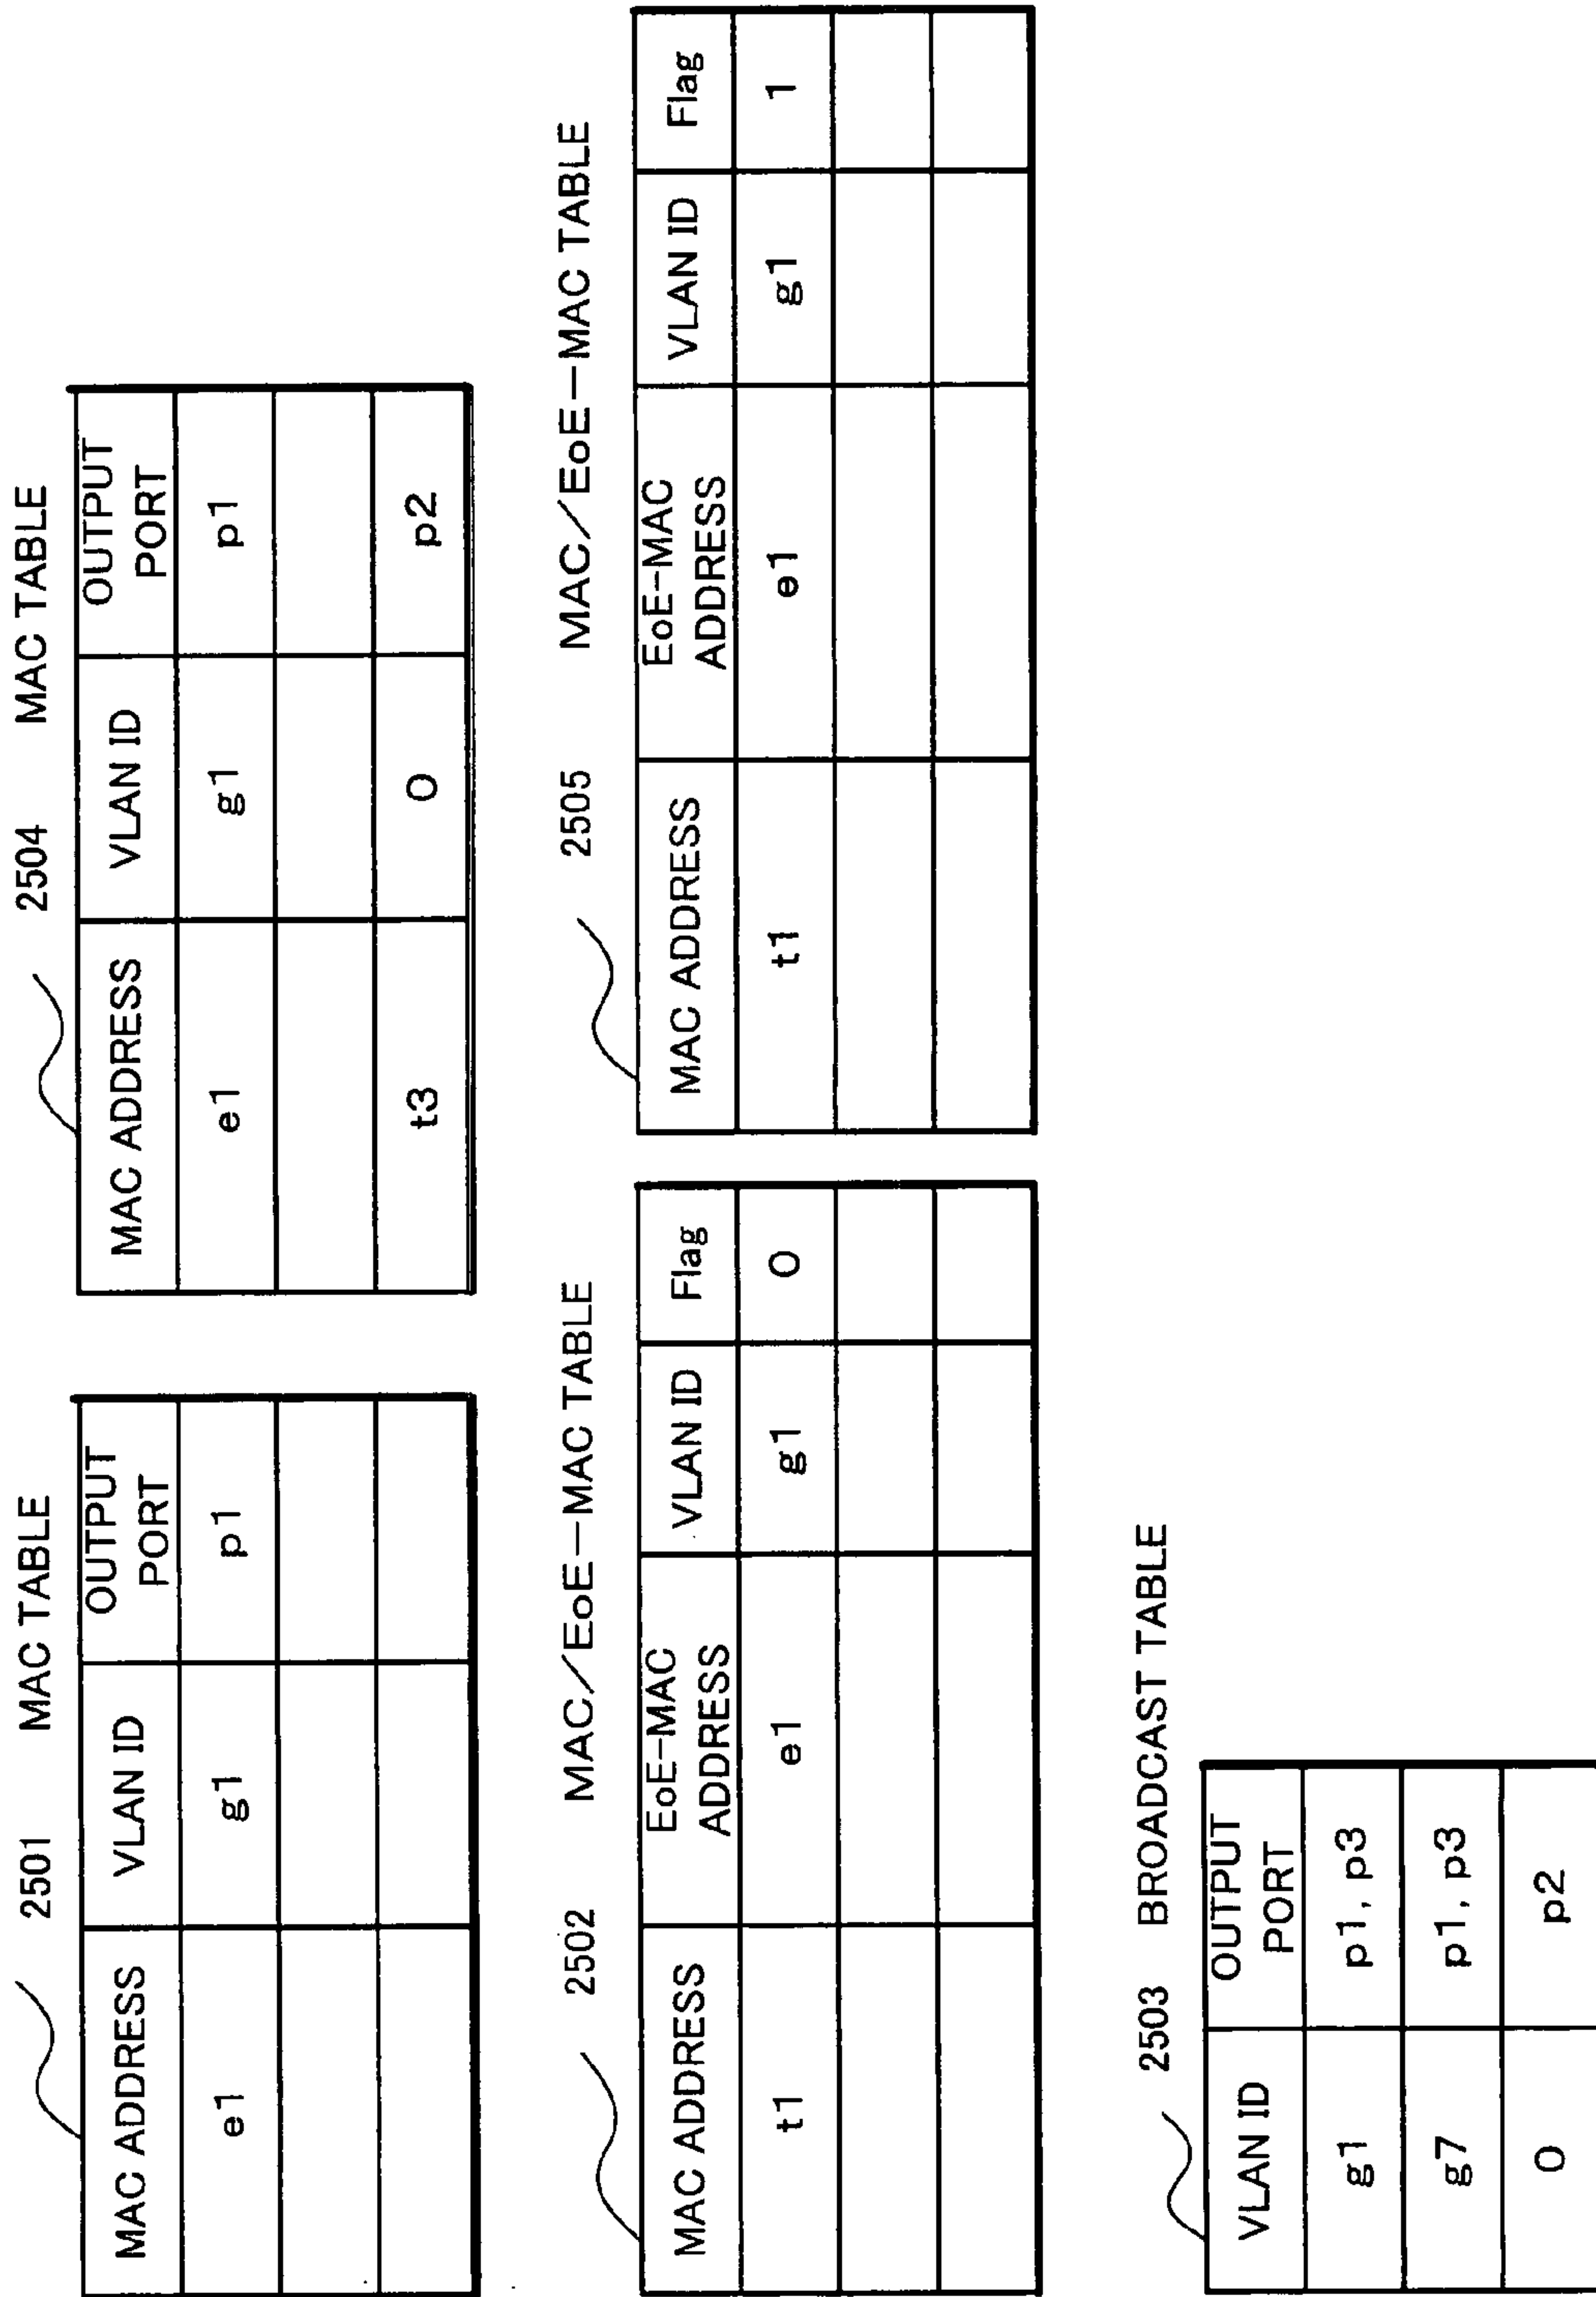 2501 MAC TABLE
MAC ADDRESS VLAN ID OUTPUT PORT
e1 g1 p1
2504 MAC TABLE
MAC ADDRESS VLAN ID OUTPUT PORT
e1 g1 p1
t3 0 p2
2502 MAC/EoE-MAC TABLE
MAC ADDRESS EoE-MAC ADDRESS VLAN ID Flag
t1 e1 g1 0
2505 MAC/EoE-MAC TABLE
MAC ADDRESS EoE-MAC ADDRESS VLAN ID Flag
t1 e1 g1 1
2503 BROADCAST TABLE
VLAN ID OUTPUT PORT
g1 p1, p3
g7 p1, p3
0 p2